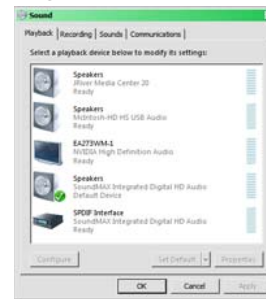 Sound
Playback Recording Sounds Communications
Select a playback device below to modify its settings:
Speakers
JRiver Media Center 20
Ready
Speakers
McIntosh-HD HS USB Audio
Ready
EA273WM-1
NVIDIA High Definition Audio
Ready
Speakers
SoundMAX Integrated Digital HD Audio
Default Device
SPDIF Interface
SoundMAX Integrated Digital HD Audio
Ready
Configure Set Default Properties
OK Cancel Apply